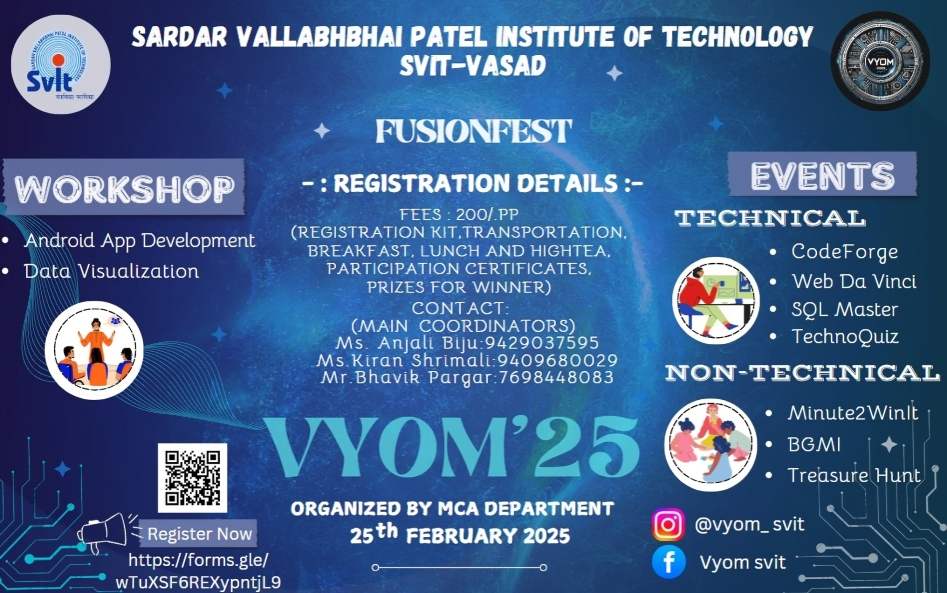 SARDAR VALLABHBHAI PATEL INSTITUTE OF TECHNOLOGY
SVIT-VASAD
SVIT
VYOM
FUSIONFEST
WORKSHOP
• Android App Development
• Data Visualization
- : REGISTRATION DETAILS :-
FEES : 200/.PP
(REGISTRATION KIT,TRANSPORTATION,
BREAKFAST, LUNCH AND HIGHTEA,
PARTICIPATION CERTIFICATES,
PRIZES FOR WINNER)
CONTACT:
(MAIN COORDINATORS)
Ms. Anjali Biju:9429037595
Ms.Kiran Shrimali:9409680029
Mr.Bhavik Pargar:7698448083
EVENTS
TECHNICAL
• CodeForge
• Web Da Vinci
• SQL Master
• TechnoQuiz
NON-TECHNICAL
• Minute2WinIt
• BGMI
• Treasure Hunt
VYOM'25
ORGANIZED BY MCA DEPARTMENT
25th FEBRUARY 2025
Register Now
https://forms.gle/
wTuXSF6REXypntjL9
@vyom_svit
Vyom svit